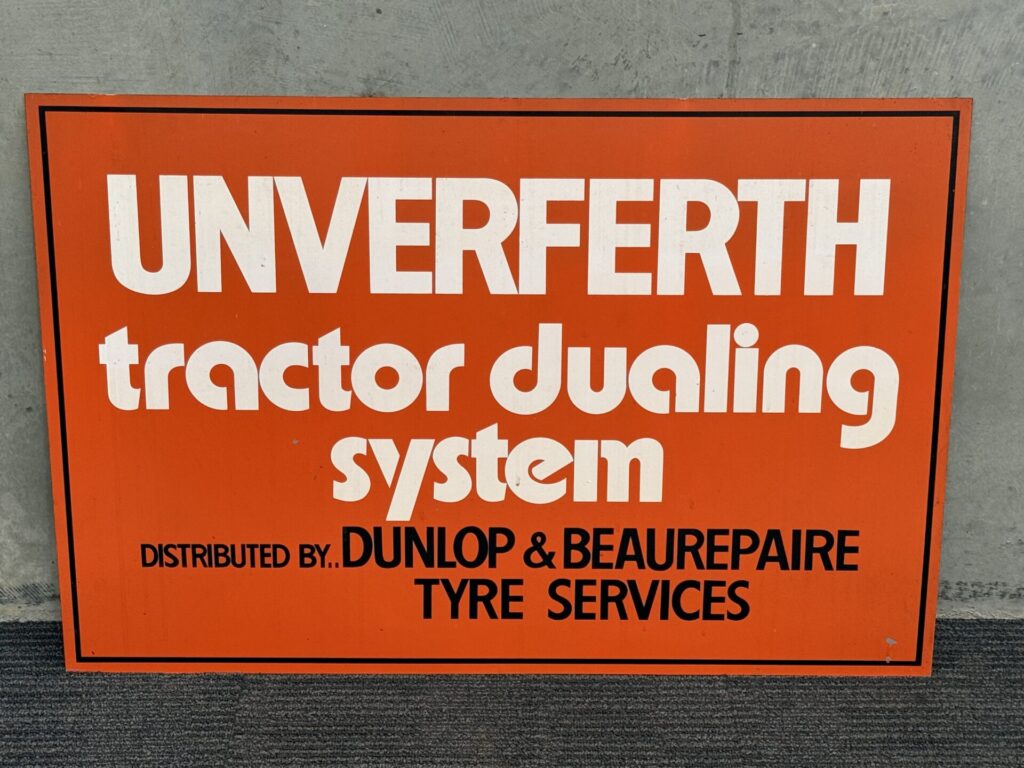 UNVERFERTH
tractor dualing
system
DISTRIBUTED BY.. DUNLOP & BEAUREPAIRE
TYRE SERVICES